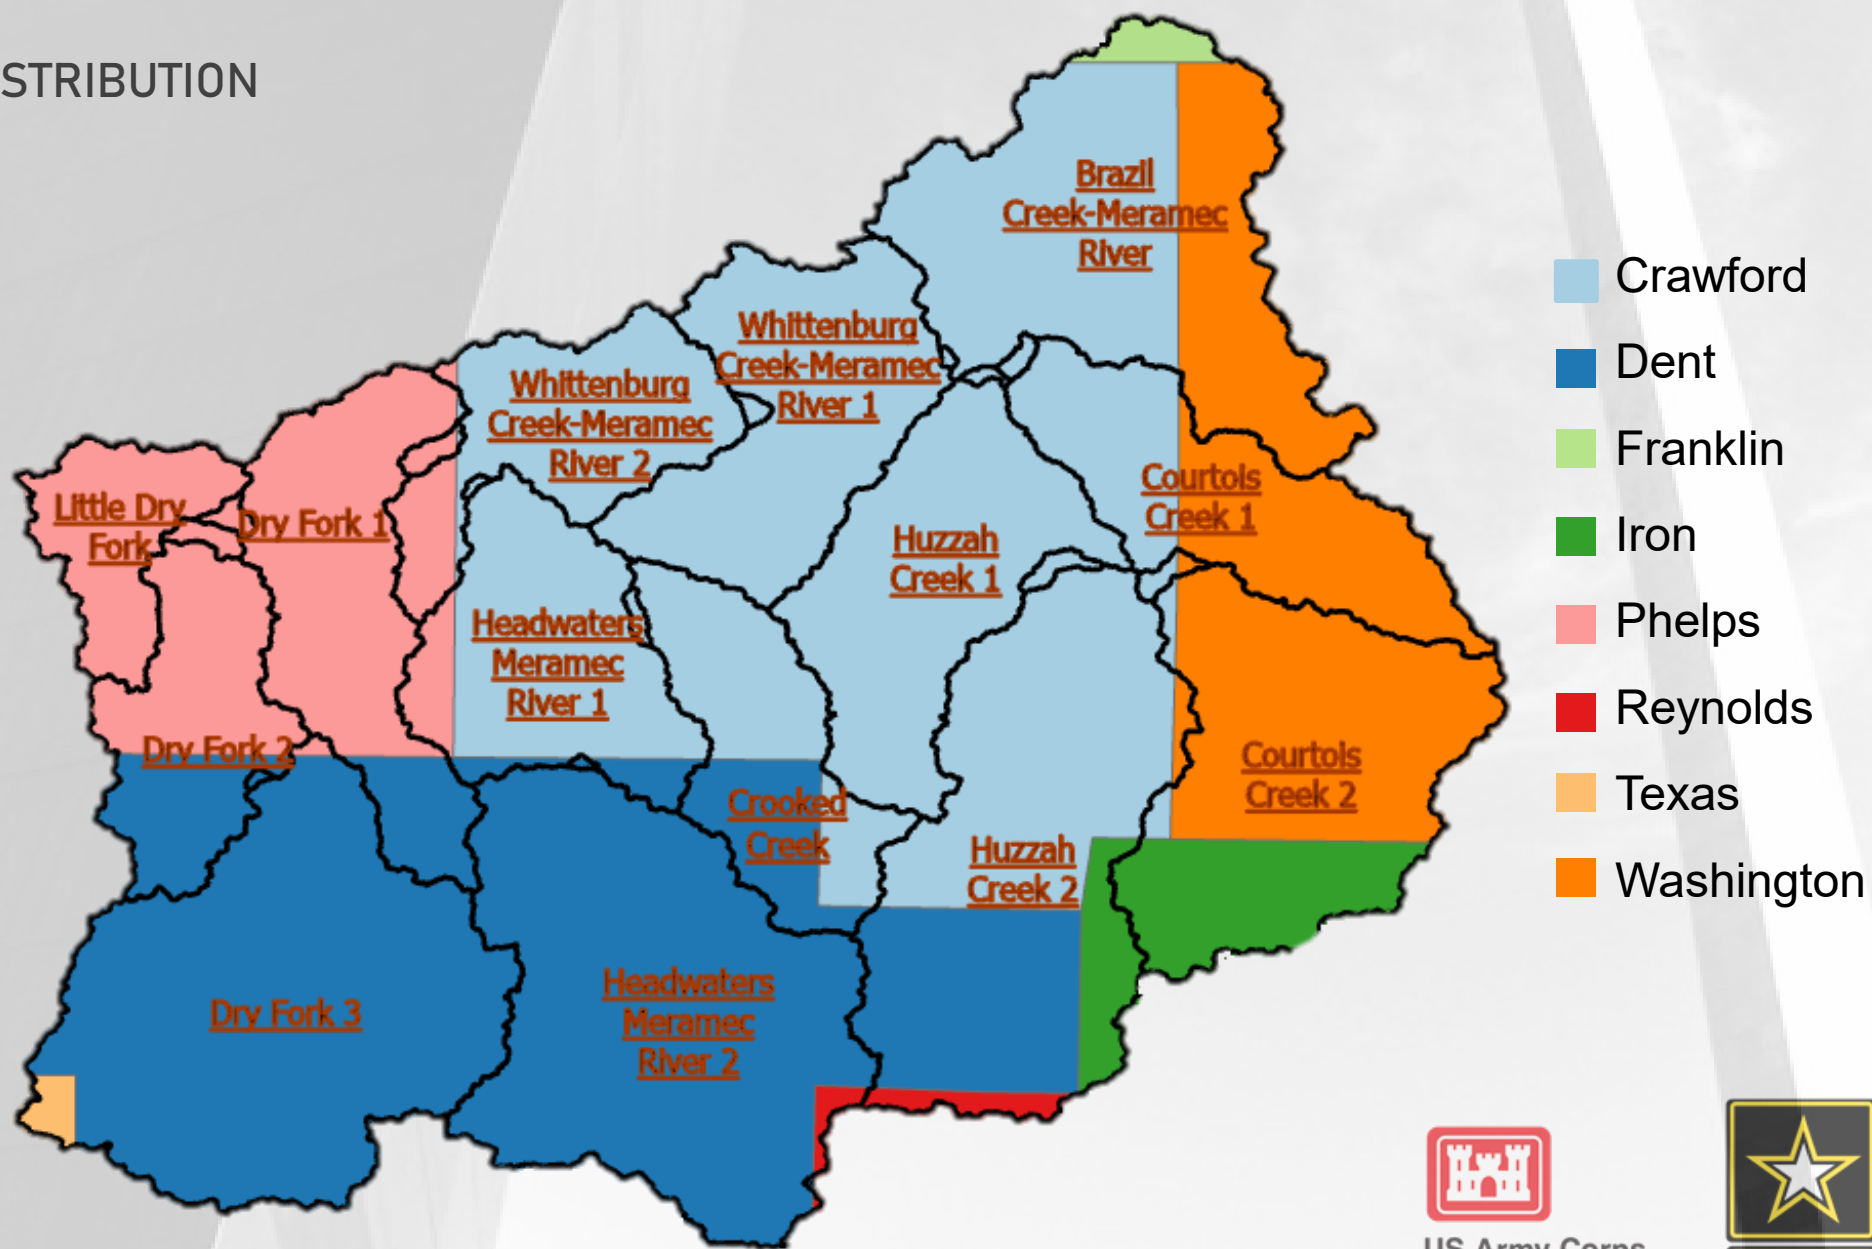 STRIBUTION
Brazil
Creek-Meramec
River
Whittenburg
Creek-Meramec
River 1
Whittenburg
Creek-Meramec
River 2
Little Dry
Fork
Dry Fork 1
Courtois
Creek 1
Huzzah
Creek 1
Headwaters
Meramec
River 1
Dry Fork 2
Courtois
Creek 2
Crooked
Creek
Huzzah
Creek 2
Dry Fork 3
Headwaters
Meramec
River 2
Crawford
Dent
Franklin
Iron
Phelps
Reynolds
Texas
Washington
US Army Corps